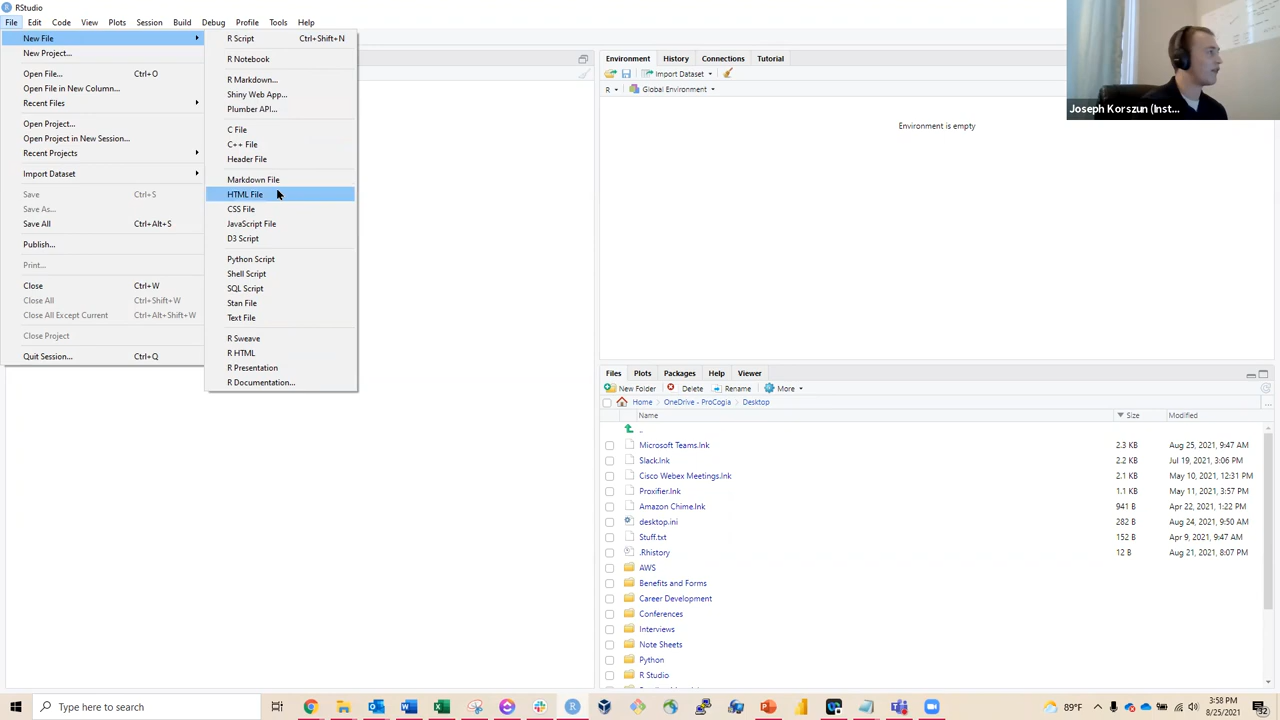 RStudio
File Edit Code View Plots Session Build Debug Profile Tools Help
New File
New Project...
Open File... Ctrl+O
Open File in New Column...
Recent Files
Open Project...
Open Project in New Session...
Recent Projects
Import Dataset
Save Ctrl+S
Save As...
Save All Ctrl+Alt+S
Publish...
Print...
Close Ctrl+W
Close All Ctrl+Shift+W
Close All Except Current Ctrl+Alt+Shift+W
Close Project
Quit Session... Ctrl+Q
R Script Ctrl+Shift+N
R Notebook
R Markdown...
Shiny Web App...
Plumber API...
C File
C++ File
Header File
Markdown File
HTML File
CSS File
JavaScript File
D3 Script
Python Script
Shell Script
SQL Script
Stan File
Text File
R Sweave
R HTML
R Presentation
R Documentation...
Environment History Connections Tutorial
Import Dataset
R Global Environment
Environment is empty
Joseph Korszun (Inst...
Files Plots Packages Help Viewer
New Folder Delete Rename More
Home OneDrive - ProCogia Desktop
...
Name Size Modified
..
Microsoft Teams.lnk 2.3 KB Aug 25, 2021, 9:47 AM
Slack.lnk 2.2 KB Jul 19, 2021, 3:06 PM
Cisco Webex Meetings.lnk 2.1 KB May 10, 2021, 12:31 PM
Proxifier.lnk 1.1 KB May 11, 2021, 3:57 PM
Amazon Chime.lnk 941 B Apr 22, 2021, 1:22 PM
desktop.ini 282 B Aug 24, 2021, 9:50 AM
Stuff.txt 152 B Apr 9, 2021, 9:47 AM
.Rhistory 12 B Aug 21, 2021, 8:07 PM
AWS
Benefits and Forms
Career Development
Conferences
Interviews
Note Sheets
Python
R Studio
Type here to search
89°F
3:58 PM
8/25/2021
32